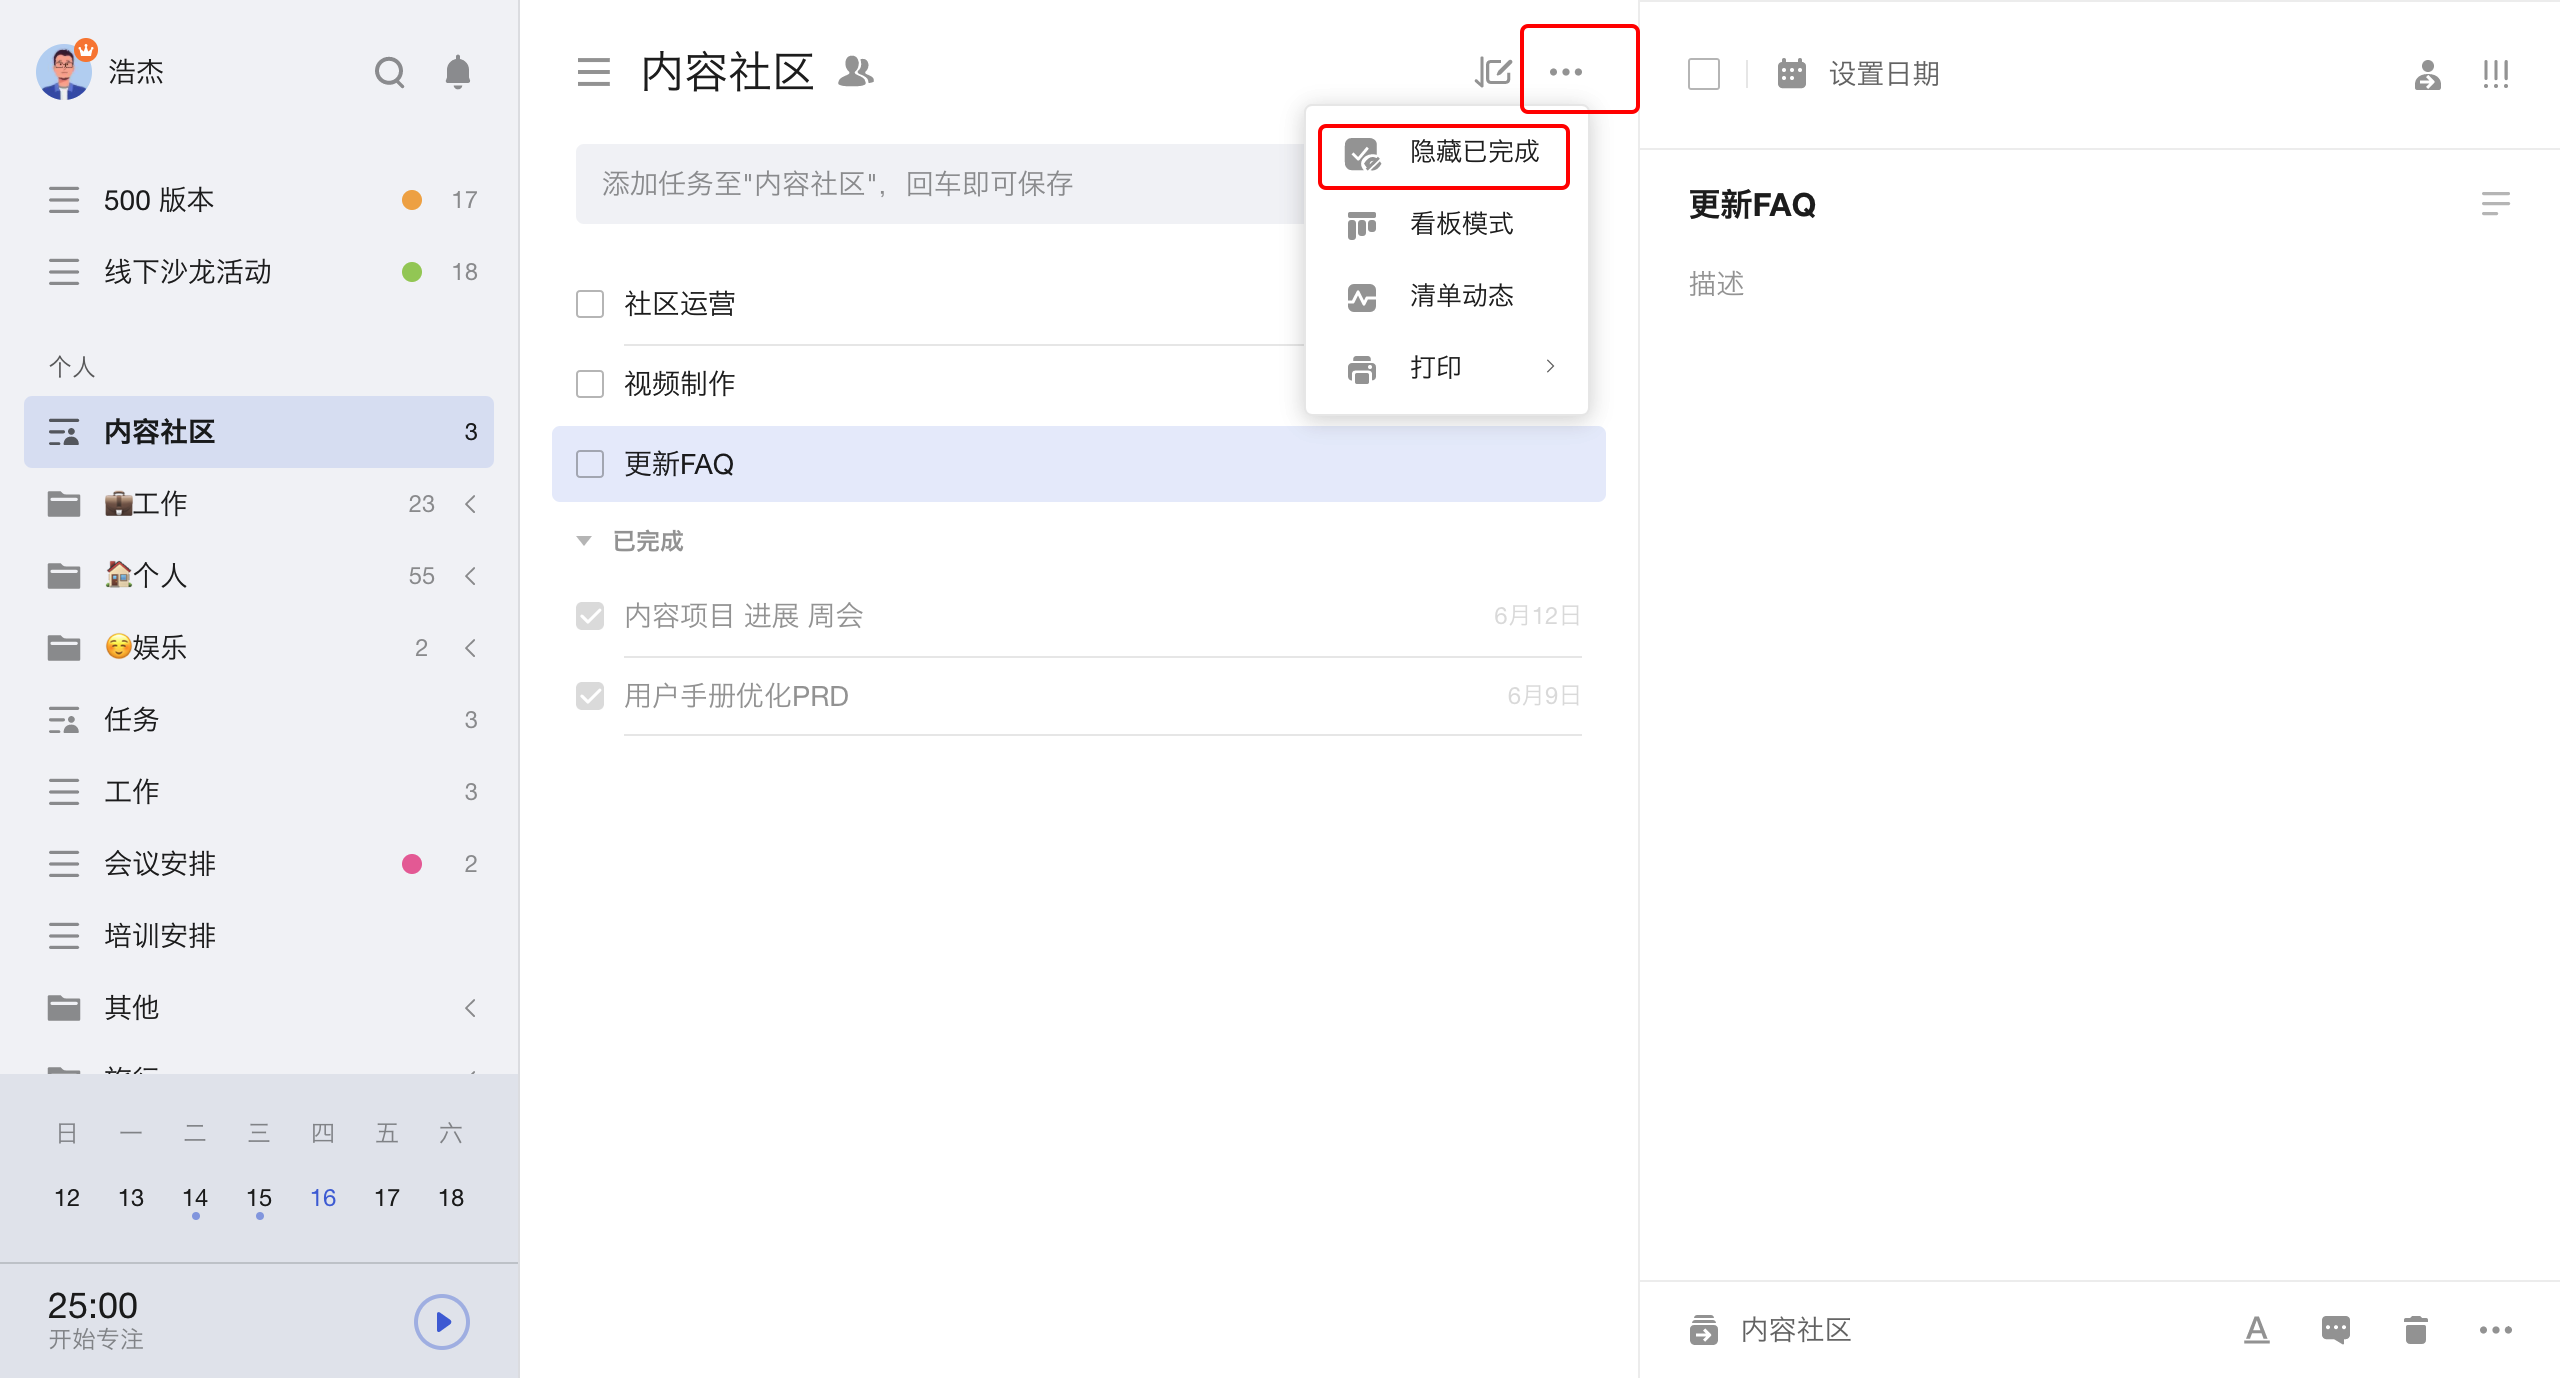 浩杰
500 版本 17
线下沙龙活动 18
个人
内容社区 3
💼工作 23
🏠个人 55
☺️娱乐 2
任务 3
工作 3
会议安排 2
培训安排
其他
日 一 二 三 四 五 六
12 13 14 15 16 17 18
25:00
开始专注
内容社区
添加任务至"内容社区"，回车即可保存
隐藏已完成
看板模式
清单动态
打印
社区运营
视频制作
更新FAQ
已完成
内容项目 进展 周会 6月12日
用户手册优化PRD 6月9日
设置日期
更新FAQ
描述
内容社区
A